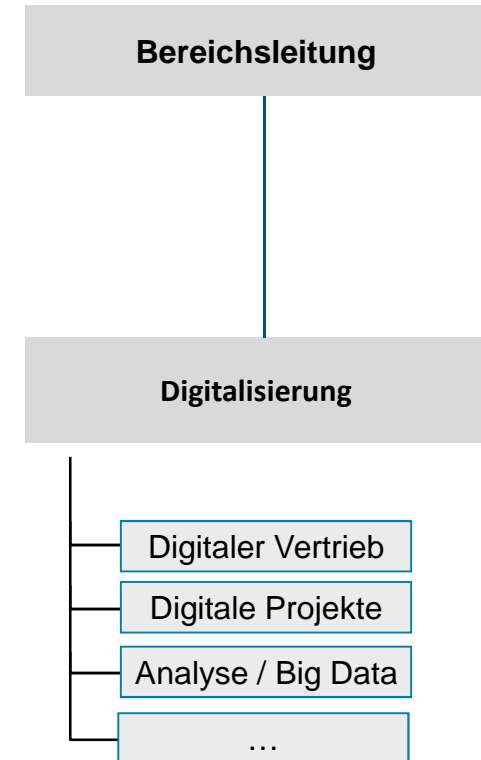 Bereichsleitung
Digitalisierung
Digitaler Vertrieb
Digitale Projekte
Analyse / Big Data
…